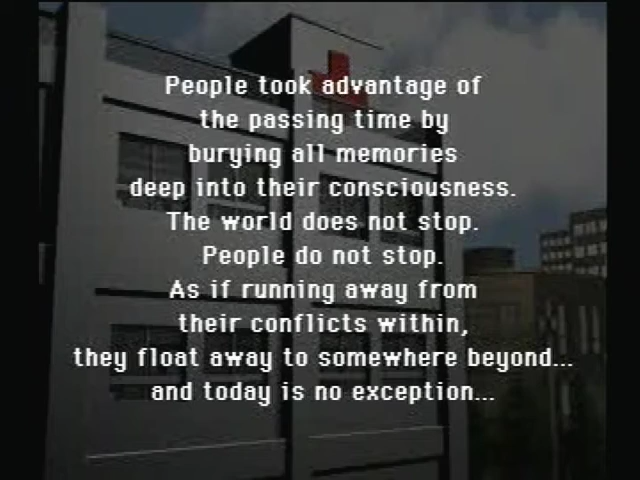 People took advantage of
the passing time by
burying all memories
deep into their consciousness.
The world does not stop.
People do not stop.
As if running away from
their conflicts within,
they float away to somewhere beyond...
and today is no exception...